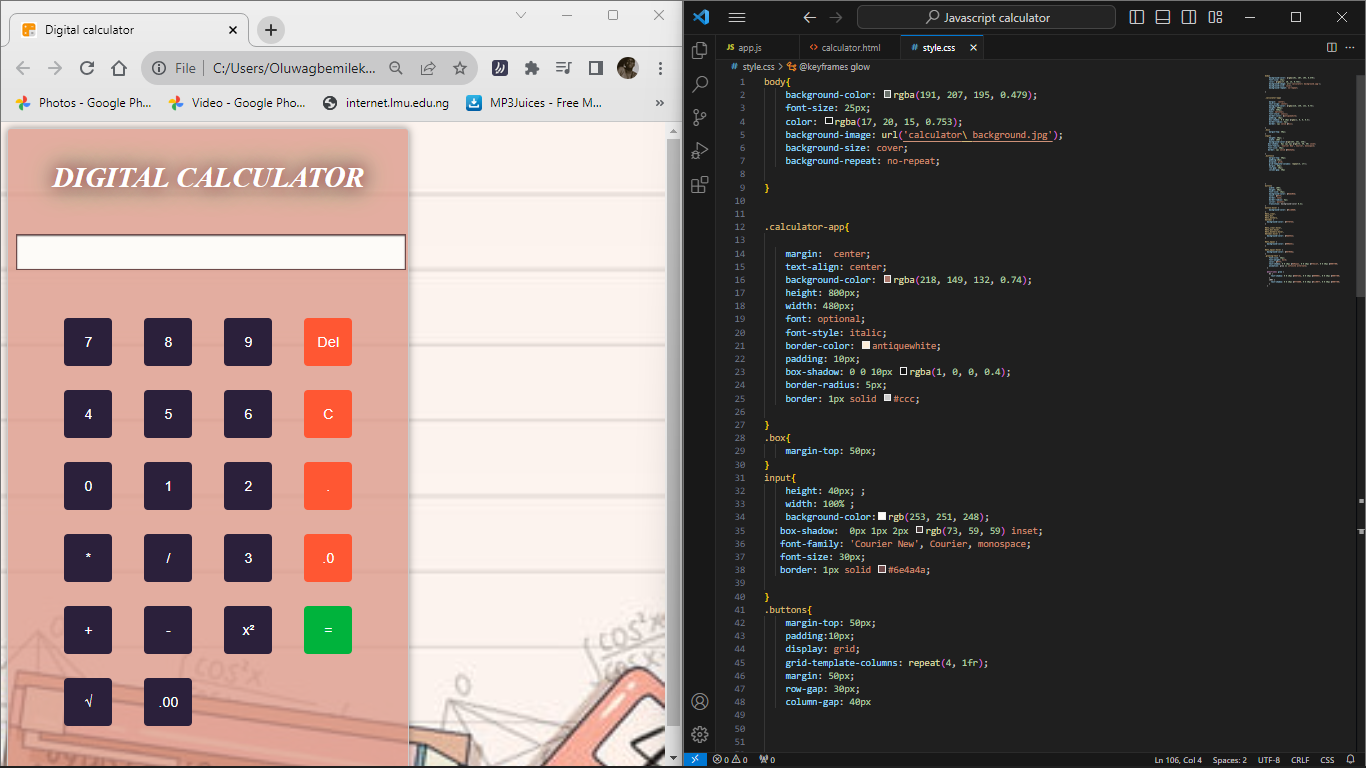 Digital calculator
File C:/Users/Oluwagbemilek...
Photos - Google Ph... Video - Google Pho... internet.lmu.edu.ng MP3Juices - Free M... »
DIGITAL CALCULATOR
7 8 9 Del
4 5 6 C
0 1 2 .
* / 3 .0
+ - x² =
√ .00
cos²x
cos x
Javascript calculator
JS app.js <> calculator.html # style.css
# style.css > @keyframes glow
1 body{
2 background-color: rgba(191, 207, 195, 0.479);
3 font-size: 25px;
4 color: rgba(17, 20, 15, 0.753);
5 background-image: url('calculator\ background.jpg');
6 background-size: cover;
7 background-repeat: no-repeat;
8
9 }
10
11
12 .calculator-app{
13
14 margin:  center;
15 text-align: center;
16 background-color: rgba(218, 149, 132, 0.74);
17 height: 800px;
18 width: 480px;
19 font: optional;
20 font-style: italic;
21 border-color: antiquewhite;
22 padding: 10px;
23 box-shadow: 0 0 10px rgba(1, 0, 0, 0.4);
24 border-radius: 5px;
25 border: 1px solid #ccc;
26
27 }
28 .box{
29 margin-top: 50px;
30 }
31 input{
32 height: 40px; ;
33 width: 100% ;
34 background-color: rgb(253, 251, 248);
35 box-shadow:  0px 1px 2px rgb(73, 59, 59) inset;
36 font-family: 'Courier New', Courier, monospace;
37 font-size: 30px;
38 border: 1px solid #6e4a4a;
39
40 }
41 .buttons{
42 margin-top: 50px;
43 padding:10px;
44 display: grid;
45 grid-template-columns: repeat(4, 1fr);
46 margin: 50px;
47 row-gap: 30px;
48 column-gap: 40px
49
50
51
0 0 0 Ln 106, Col 4 Spaces: 2 UTF-8 CRLF CSS